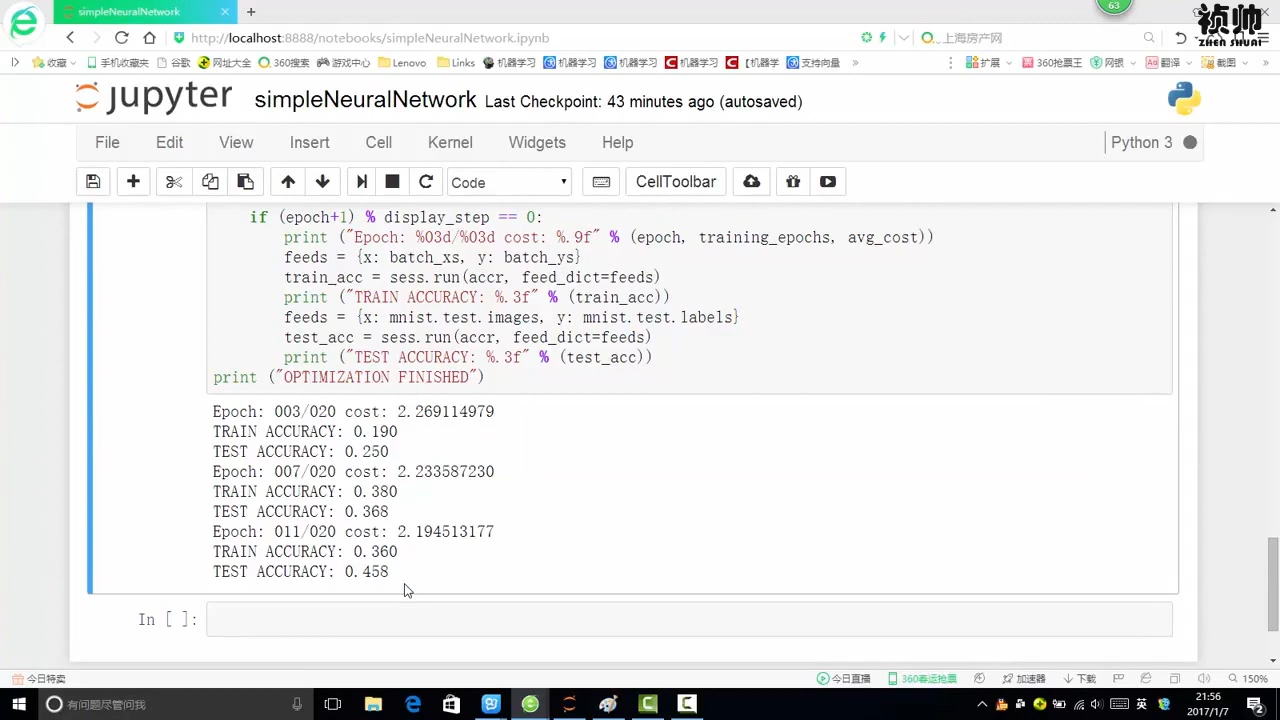 simpleNeuralNetwork
63
祯帅
ZHEN SHUAI
http://localhost:8888/notebooks/simpleNeuralNetwork.ipynb
上海房产网
收藏 手机收藏夹 谷歌 网址大全 360搜索 游戏中心 Lenovo Links 机器学习 机器学习 机器学习 机器学习 【机器学 支持向量 » 扩展 360抢票王 网银 翻译 截图 »
jupyter simpleNeuralNetwork Last Checkpoint: 43 minutes ago (autosaved)
File Edit View Insert Cell Kernel Widgets Help Python 3
Code CellToolbar
if (epoch+1) % display_step == 0:
print ("Epoch: %03d/%03d cost: %.9f" % (epoch, training_epochs, avg_cost))
feeds = {x: batch_xs, y: batch_ys}
train_acc = sess.run(accr, feed_dict=feeds)
print ("TRAIN ACCURACY: %.3f" % (train_acc))
feeds = {x: mnist.test.images, y: mnist.test.labels}
test_acc = sess.run(accr, feed_dict=feeds)
print ("TEST ACCURACY: %.3f" % (test_acc))
print ("OPTIMIZATION FINISHED")
Epoch: 003/020 cost: 2.269114979
TRAIN ACCURACY: 0.190
TEST ACCURACY: 0.250
Epoch: 007/020 cost: 2.233587230
TRAIN ACCURACY: 0.380
TEST ACCURACY: 0.368
Epoch: 011/020 cost: 2.194513177
TRAIN ACCURACY: 0.360
TEST ACCURACY: 0.458
In [ ]:
今日特卖 今日直播 360春运抢票 加速器 下载 150%
有问题尽管问我 英 21:56
2017/1/7